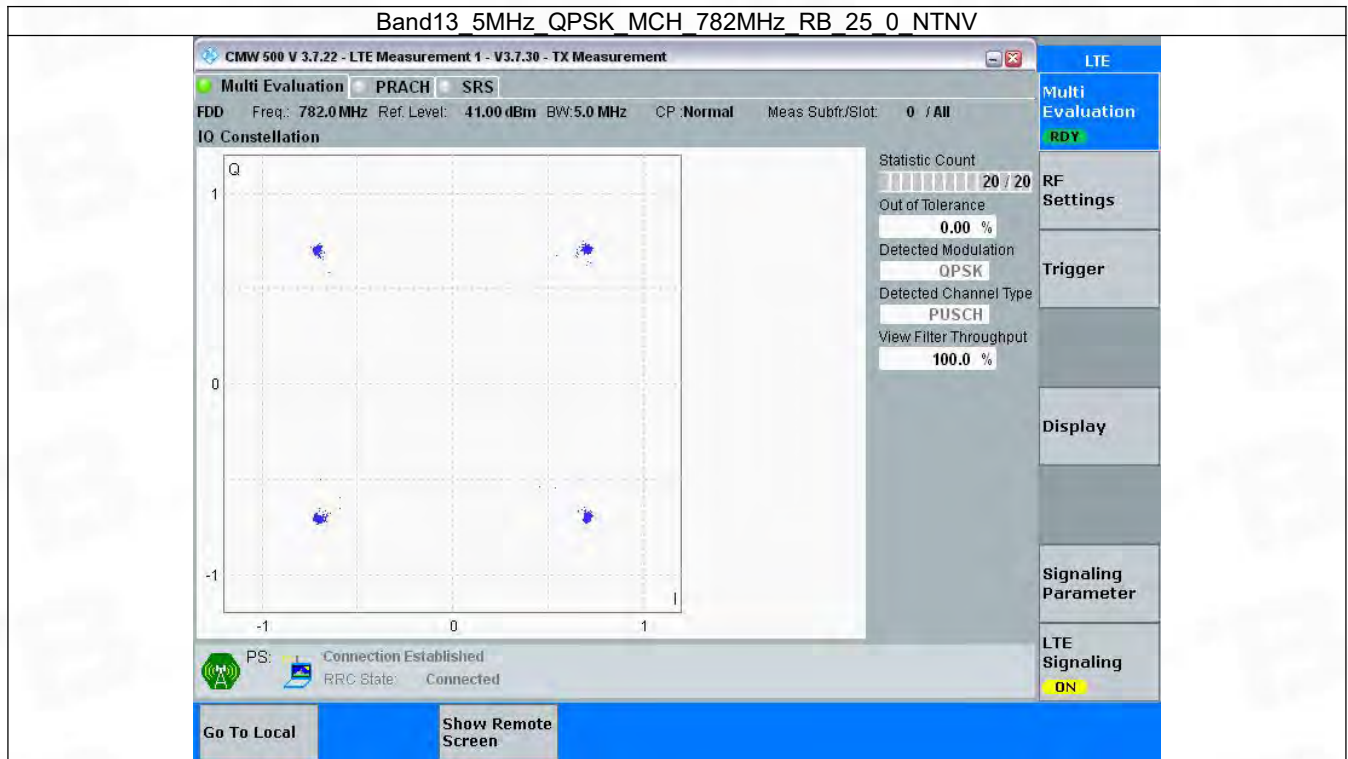 Band13_5MHz_QPSK_MCH_782MHz_RB_25_0_NTNV
CMW 500 V 3.7.22 - LTE Measurement 1 - V3.7.30 - TX Measurement
LTE
Multi Evaluation PRACH SRS
FDD Freq.: 782.0 MHz Ref. Level: 41.00 dBm BW: 5.0 MHz CP :Normal Meas Subfr./Slot: 0 / All
IQ Constellation
Q
1
0
-1
I
-1 0 1
Statistic Count
20 / 20
Out of Tolerance
0.00 %
Detected Modulation
QPSK
Detected Channel Type
PUSCH
View Filter Throughput
100.0 %
Multi
Evaluation
RDY
RF
Settings
Trigger
Display
Signaling
Parameter
LTE
Signaling
ON
PS: Connection Established
RRC State: Connected
Go To Local
Show Remote
Screen